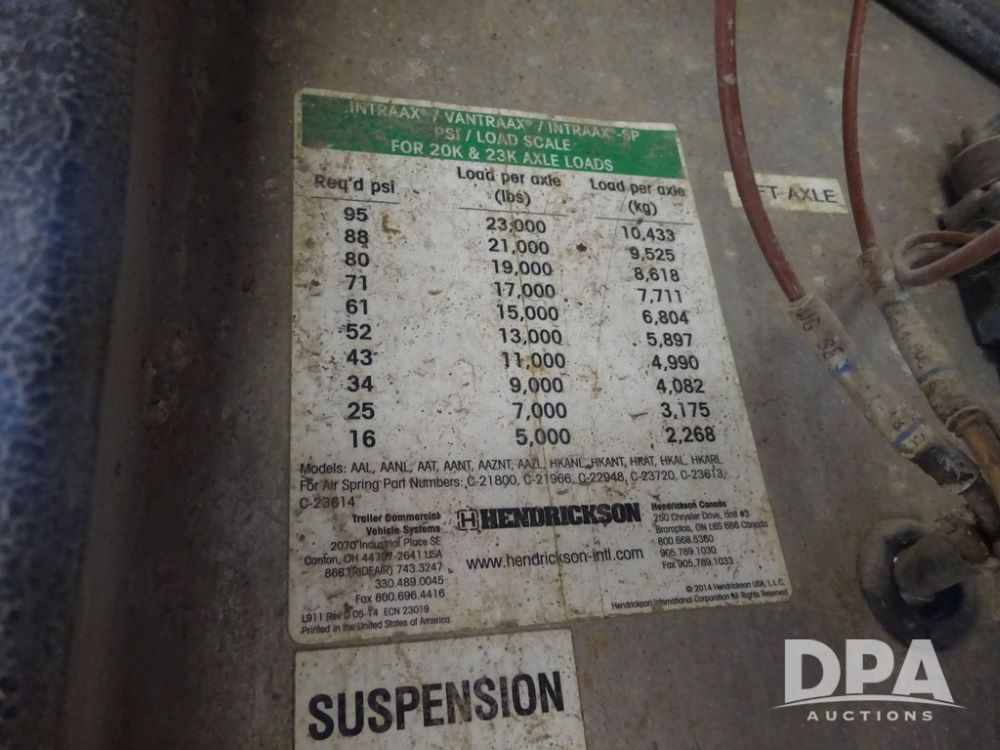 INTRAAX® / VANTRAAX® / INTRAAX®-SP
PSI / LOAD SCALE
FOR 20K & 23K AXLE LOADS
Req'd psi Load per axle (lbs) Load per axle (kg)
95 23,000 10,433
88 21,000 9,525
80 19,000 8,618
71 17,000 7,711
61 15,000 6,804
52 13,000 5,897
43 11,000 4,990
34 9,000 4,082
25 7,000 3,175
16 5,000 2,268
Models: AAL, AANL, AAT, AANT, AAZNT, AAZL, HKANL, HKANT, HKAT, HKAL, HKARL
For Air Spring Part Numbers: C-21800, C-21966, C-22948, C-23720, C-23613,
C-23614
Trailer Commercial
Vehicle Systems
2070 Industrial Place SE
Canton, OH 44707-2641 USA
866 (RIDEAIR) 743.3247
330.489.0045
Fax 800.696.4416
HENDRICKSON
www.hendrickson-intl.com
Hendrickson Canada
250 Chrysler Drive, Unit #3
Brampton, ON L6S 6B6 Canada
800.668.5360
905.789.1030
Fax 905.789.1033
L911 Rev 05-14 ECN 23019
Printed in the United States of America
© 2014 Hendrickson USA, L.L.C.
Hendrickson International Corporation All Rights Reserved
FT AXLE
SUSPENSION
DPA
AUCTIONS